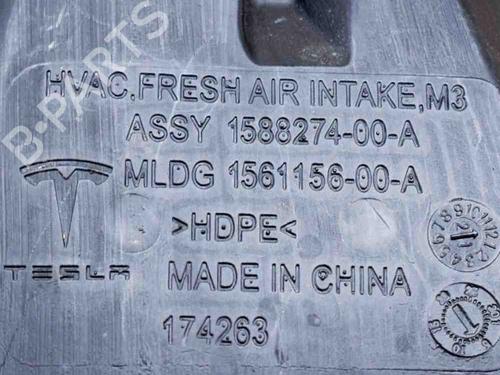 HVAC,FRESH AIR INTAKE,M3
ASSY 1588274-00-A
MLDG 1561156-00-A
>HDPE<
TESLA
MADE IN CHINA
174263
B-PARTS